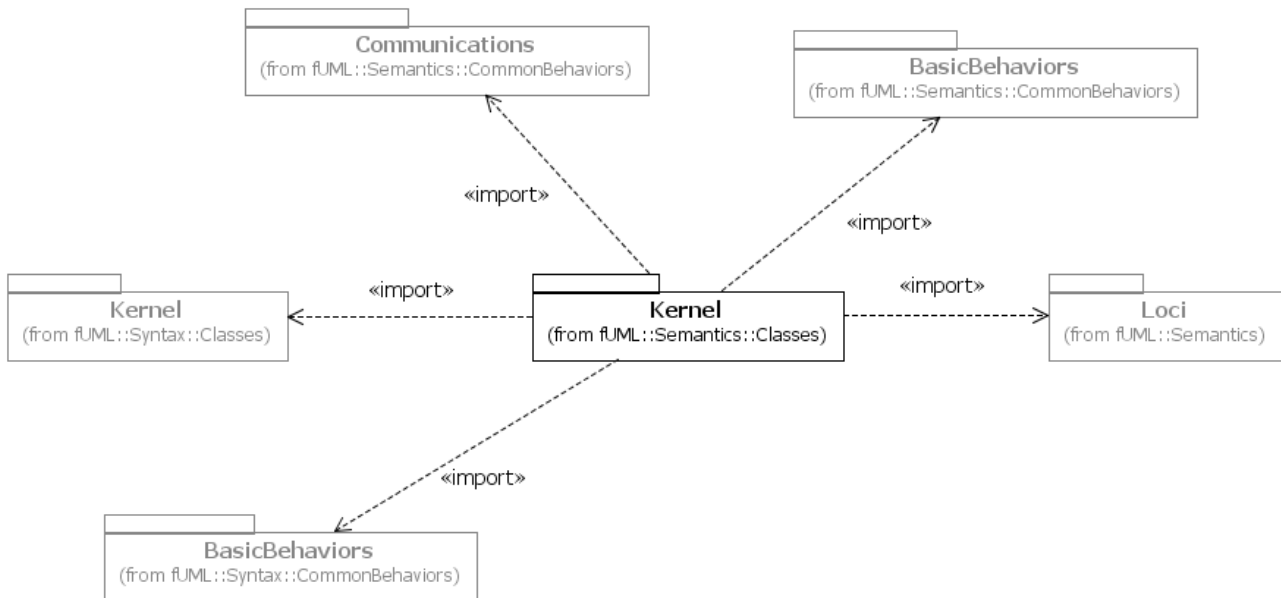 Communications
(from fUML::Semantics::CommonBehaviors)
BasicBehaviors
(from fUML::Semantics::CommonBehaviors)
«import»
«import»
Kernel
(from fUML::Syntax::Classes)
«import»
Kernel
(from fUML::Semantics::Classes)
«import»
Loci
(from fUML::Semantics)
«import»
BasicBehaviors
(from fUML::Syntax::CommonBehaviors)